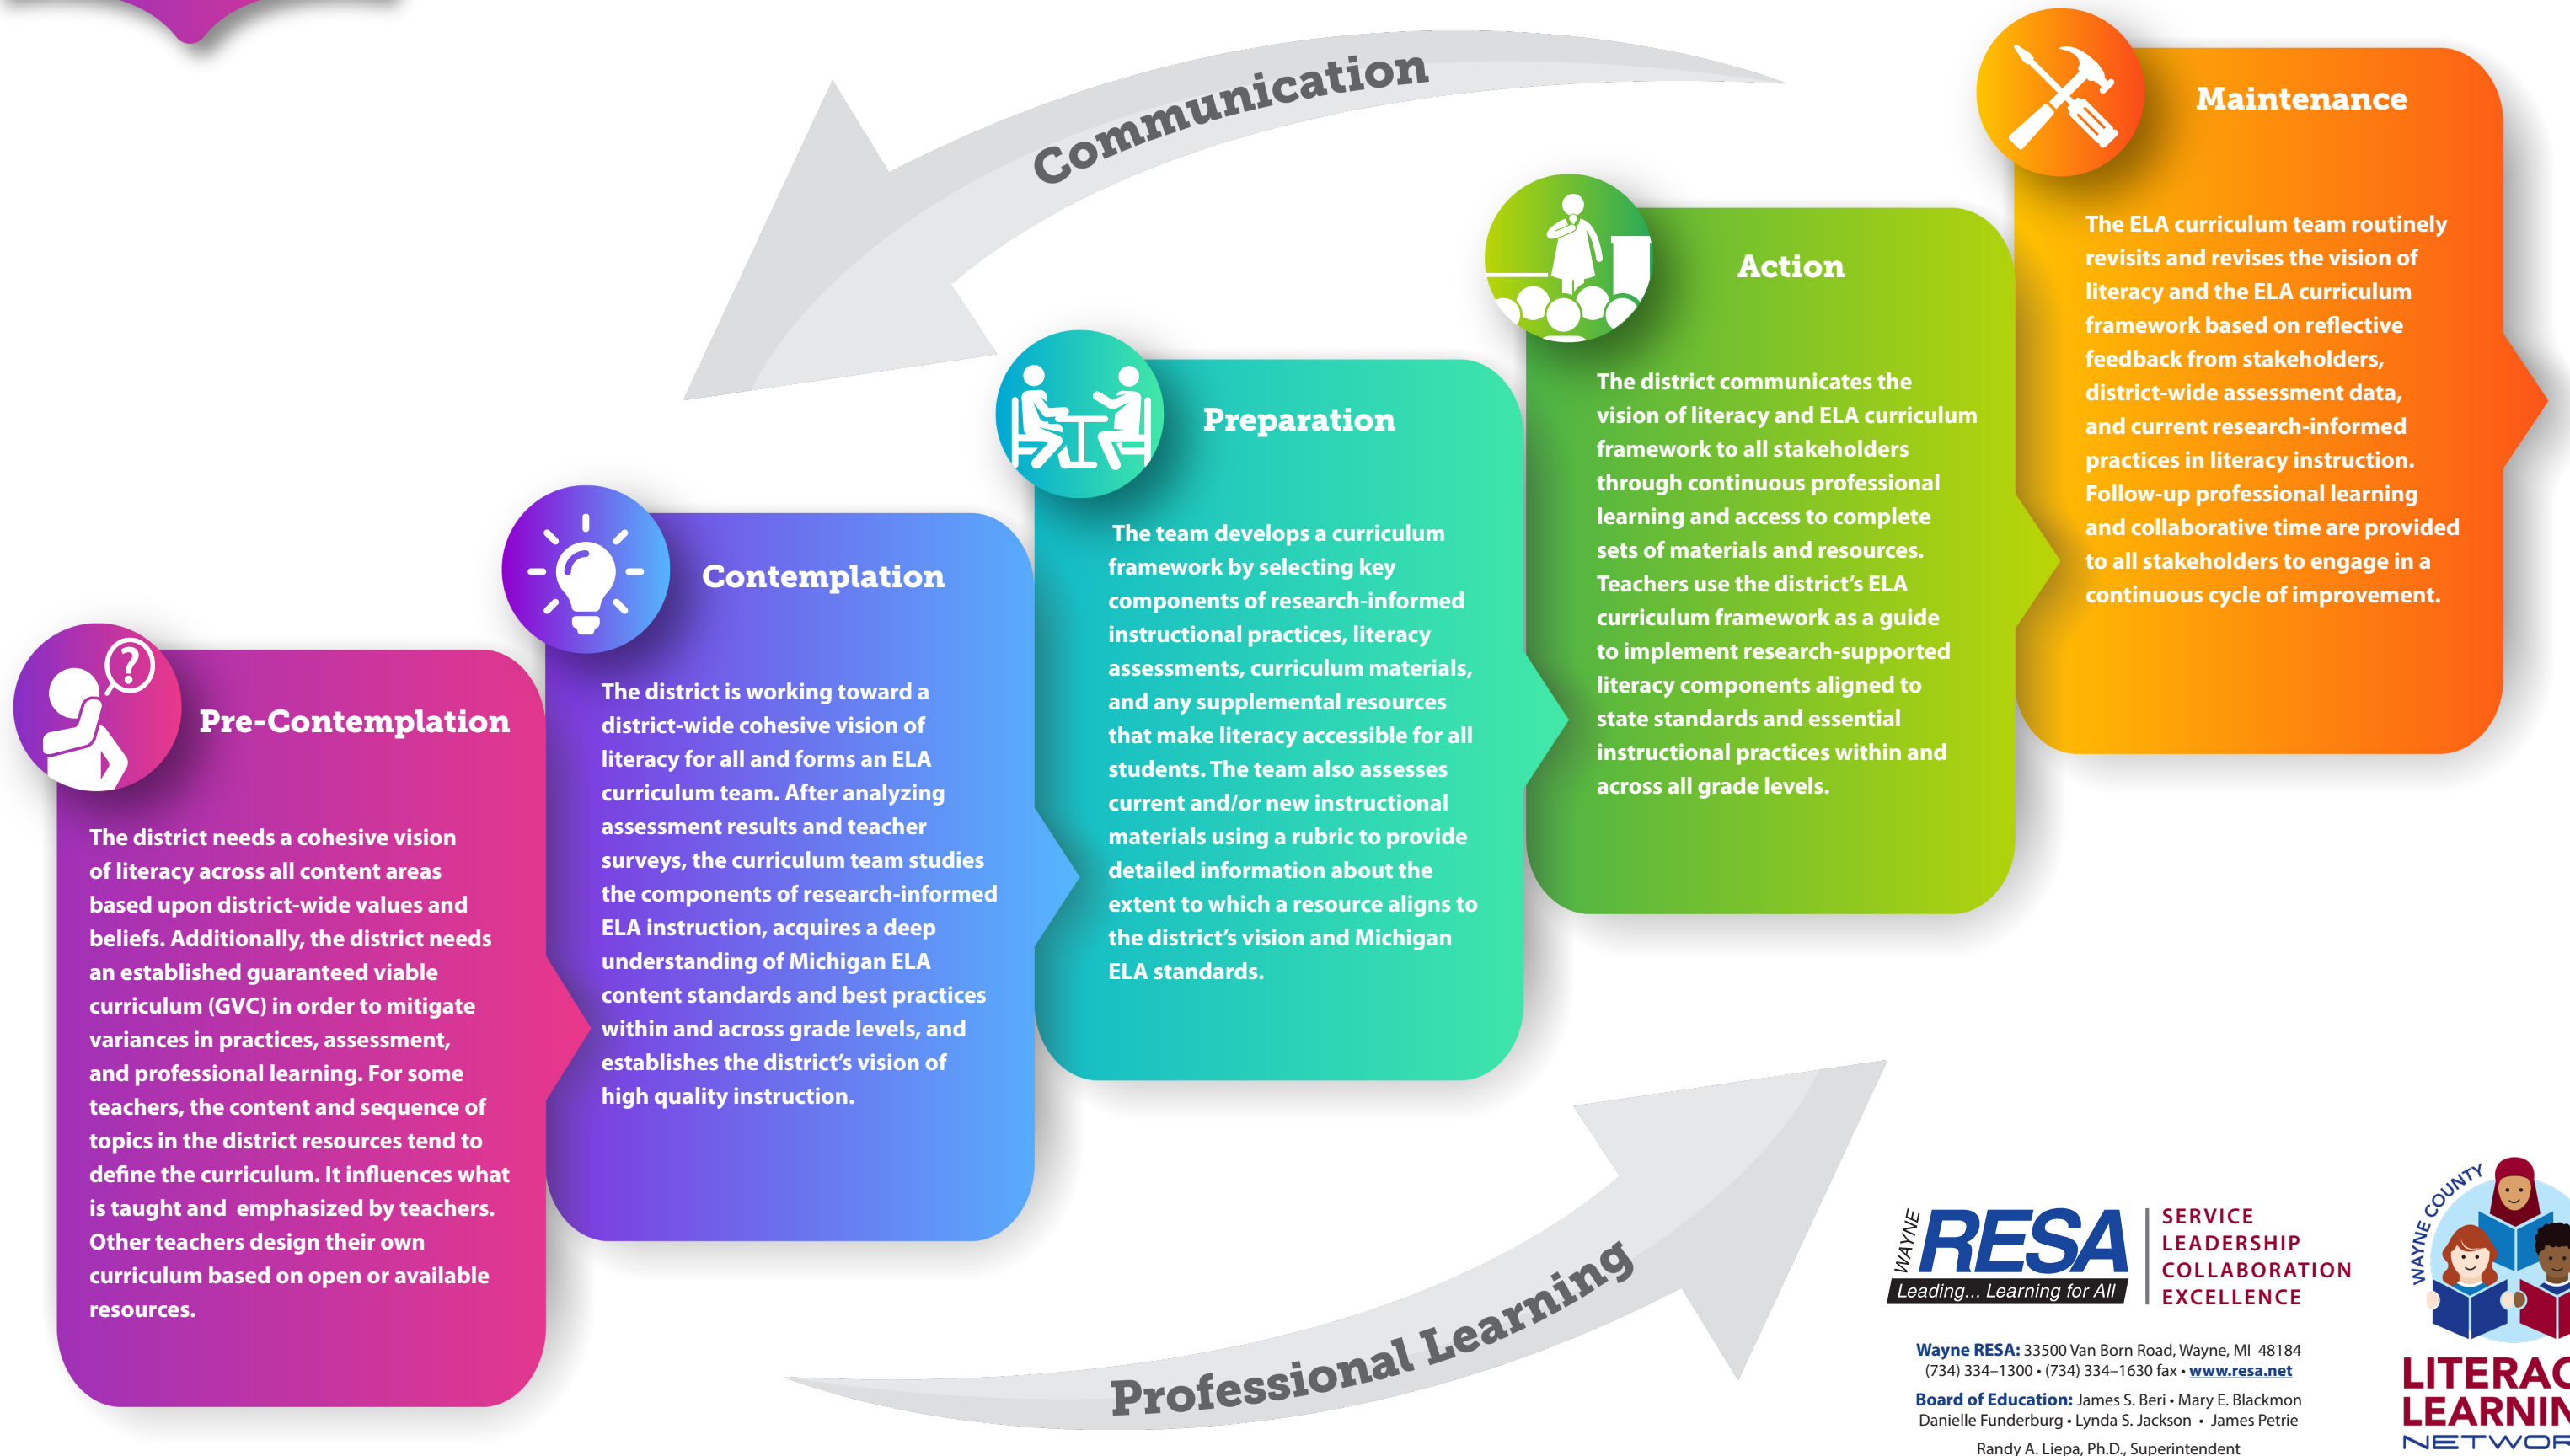 Communication
Maintenance
The ELA curriculum team routinely
revisits and revises the vision of
literacy and the ELA curriculum
framework based on reflective
feedback from stakeholders,
district-wide assessment data,
and current research-informed
practices in literacy instruction.
Follow-up professional learning
and collaborative time are provided
to all stakeholders to engage in a
continuous cycle of improvement.
Action
The district communicates the
vision of literacy and ELA curriculum
framework to all stakeholders
through continuous professional
learning and access to complete
sets of materials and resources.
Teachers use the district's ELA
curriculum framework as a guide
to implement research-supported
literacy components aligned to
state standards and essential
instructional practices within and
across all grade levels.
Preparation
The team develops a curriculum
framework by selecting key
components of research-informed
instructional practices, literacy
assessments, curriculum materials,
and any supplemental resources
that make literacy accessible for all
students. The team also assesses
current and/or new instructional
materials using a rubric to provide
detailed information about the
extent to which a resource aligns to
the district's vision and Michigan
ELA standards.
Contemplation
The district is working toward a
district-wide cohesive vision of
literacy for all and forms an ELA
curriculum team. After analyzing
assessment results and teacher
surveys, the curriculum team studies
the components of research-informed
ELA instruction, acquires a deep
understanding of Michigan ELA
content standards and best practices
within and across grade levels, and
establishes the district's vision of
high quality instruction.
?
Pre-Contemplation
The district needs a cohesive vision
of literacy across all content areas
based upon district-wide values and
beliefs. Additionally, the district needs
an established guaranteed viable
curriculum (GVC) in order to mitigate
variances in practices, assessment,
and professional learning. For some
teachers, the content and sequence of
topics in the district resources tend to
define the curriculum. It influences what
is taught and emphasized by teachers.
Other teachers design their own
curriculum based on open or available
resources.
Professional Learning
WAYNE
RESA
Leading... Learning for All
SERVICE
LEADERSHIP
COLLABORATION
EXCELLENCE
Wayne RESA: 33500 Van Born Road, Wayne, MI 48184
(734) 334–1300 • (734) 334–1630 fax • www.resa.net
Board of Education: James S. Beri • Mary E. Blackmon
Danielle Funderburg • Lynda S. Jackson • James Petrie
Randy A. Liepa, Ph.D., Superintendent
WAYNE COUNTY